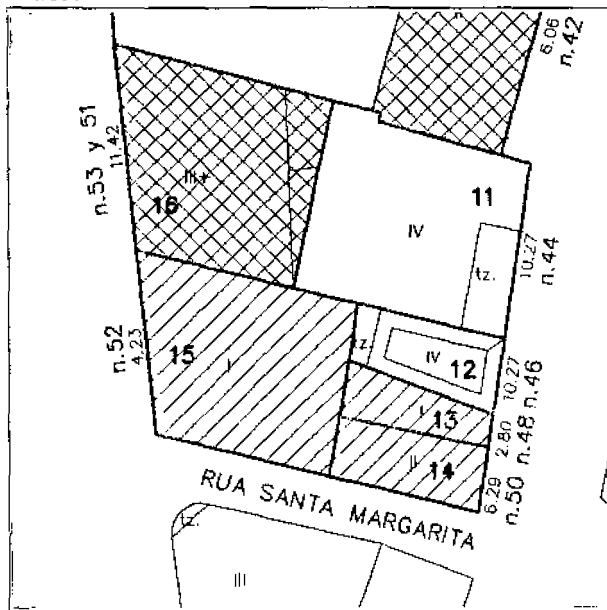 6.06
n.42
n.53 y 51
11.42
III+
16
11
IV
tz.
10.27
n.44
n.52
4.23
15
I
tz.
IV
12
10.27
n.46
I
13
2.80
n.48
II
14
6.29
n.50
RUA SANTA MARGARITA
tz.
III